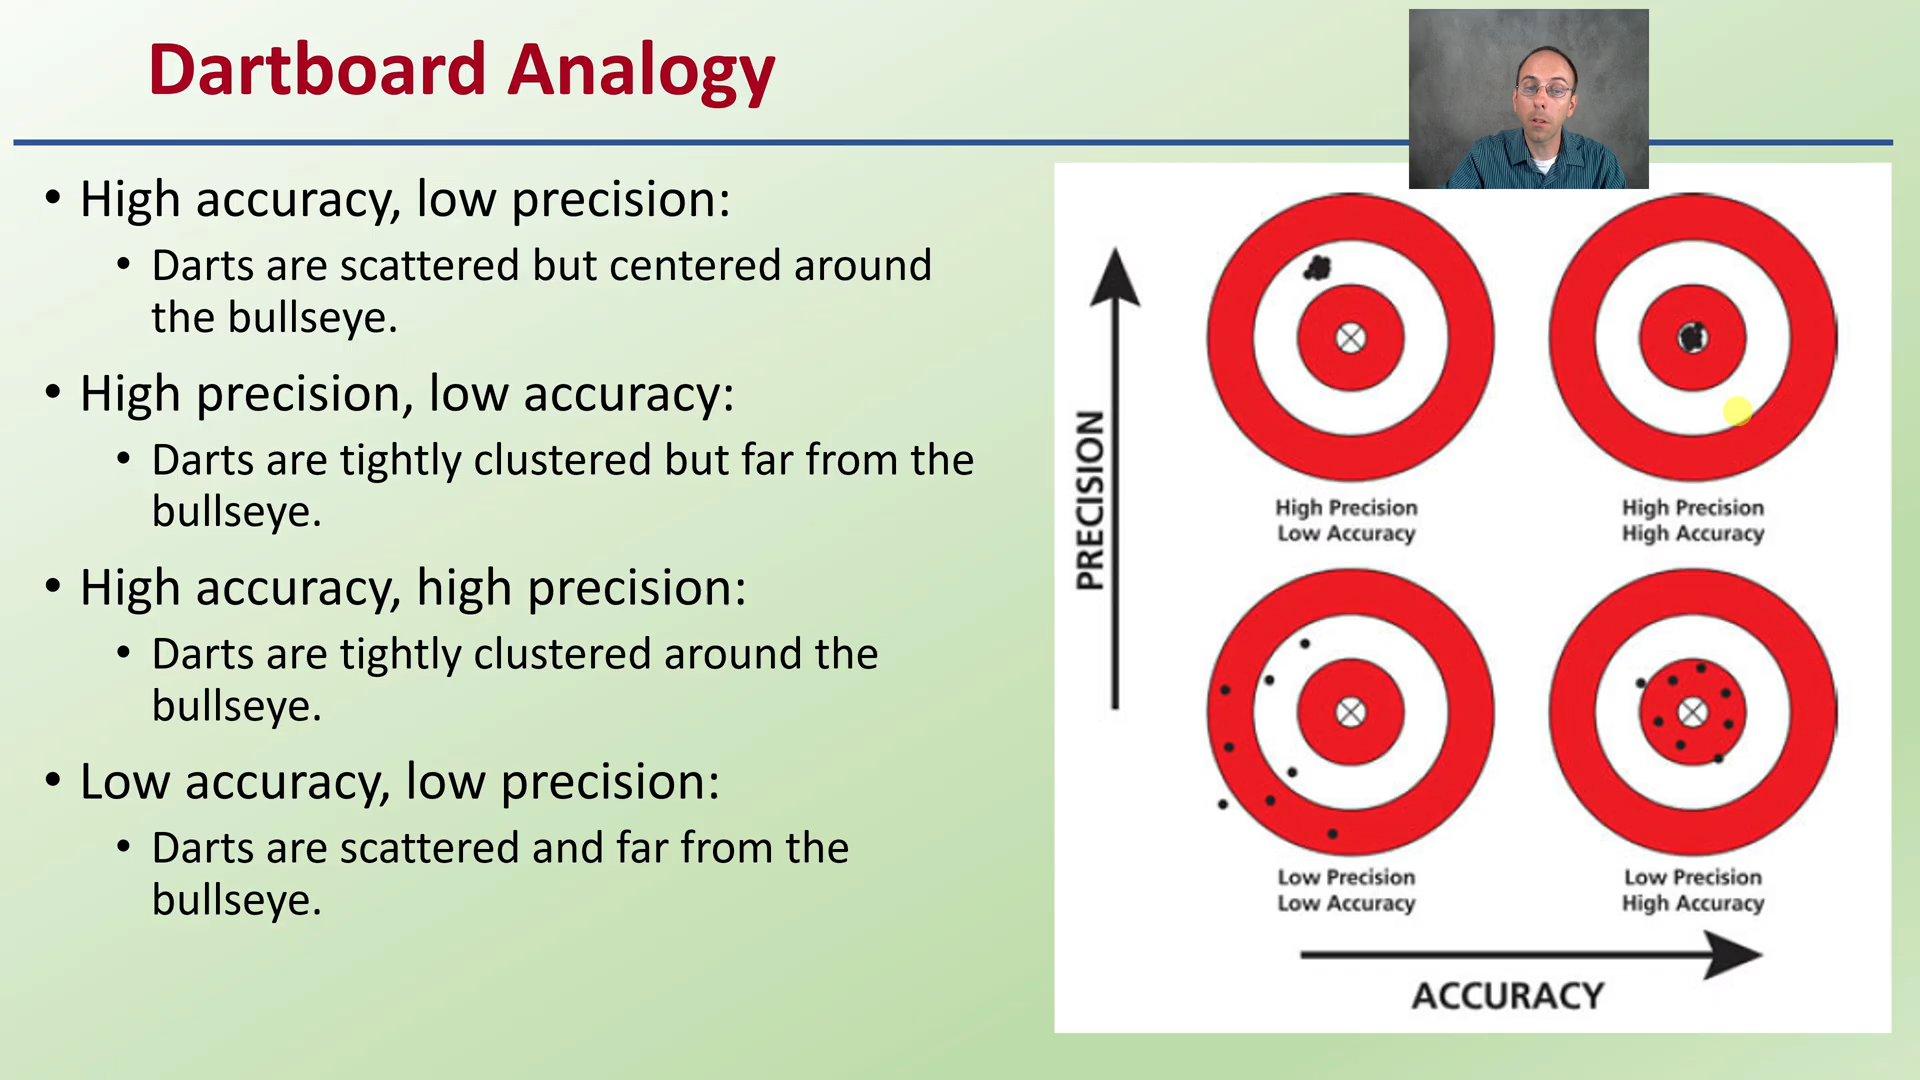 Dartboard Analogy
• High accuracy, low precision:
• Darts are scattered but centered around
the bullseye.
• High precision, low accuracy:
• Darts are tightly clustered but far from the
bullseye.
• High accuracy, high precision:
• Darts are tightly clustered around the
bullseye.
• Low accuracy, low precision:
• Darts are scattered and far from the
bullseye.
PRECISION
High Precision
Low Accuracy
High Precision
High Accuracy
Low Precision
Low Accuracy
Low Precision
High Accuracy
ACCURACY